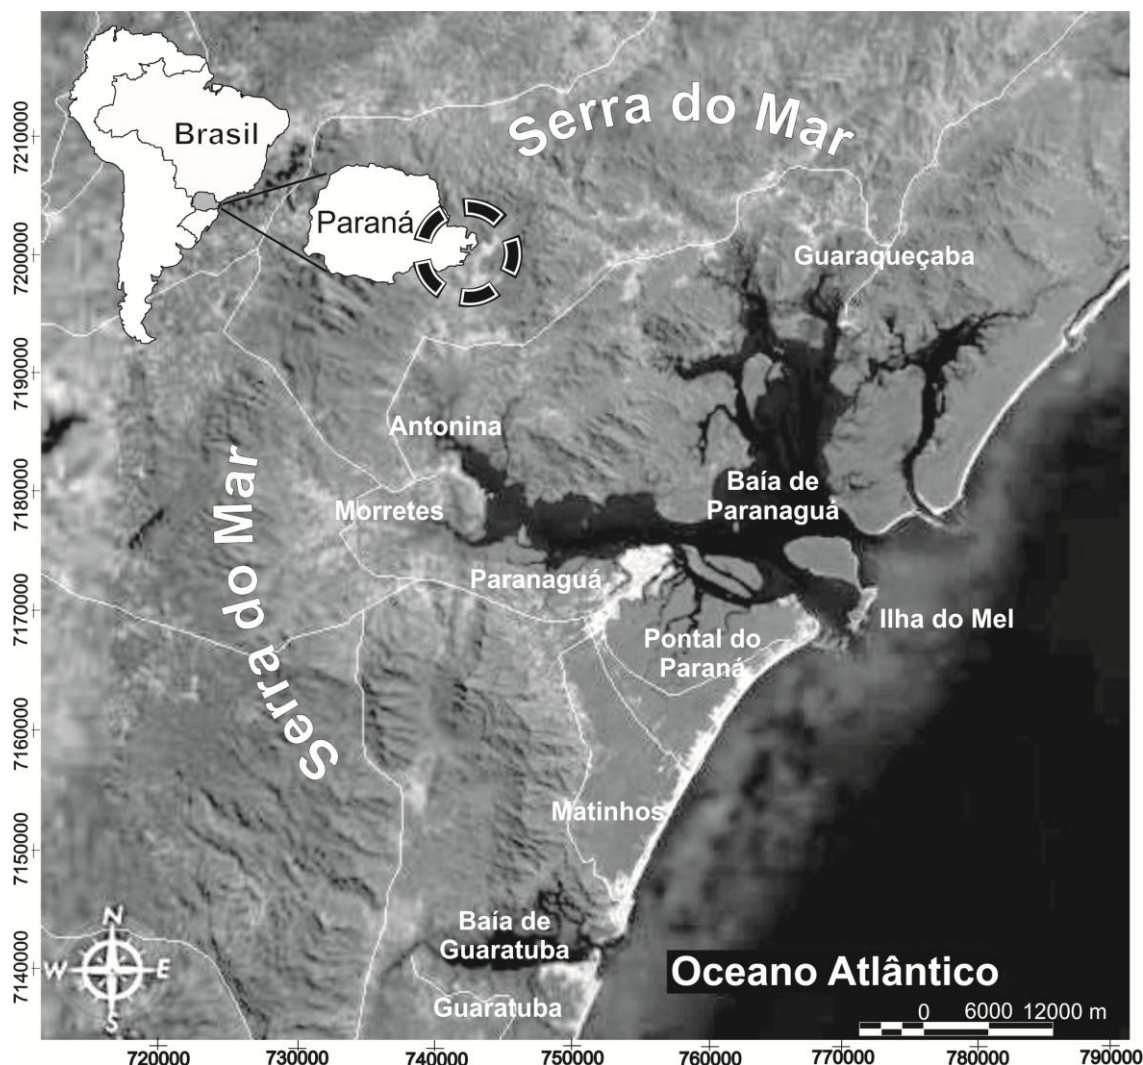 Serra do Mar
Brasil
Paraná
Guaraqueçaba
Antonina
Baía de
Paranaguá
Morretes
Serra do Mar
Paranaguá
Ilha do Mel
Pontal do
Paraná
Matinhos
Baía de
Guaratuba
Guaratuba
Oceano Atlântico
0 6000 12000 m
N
W E
S
7210000
7200000
7190000
7180000
7170000
7160000
7150000
7140000
720000 730000 740000 750000 760000 770000 780000 790000